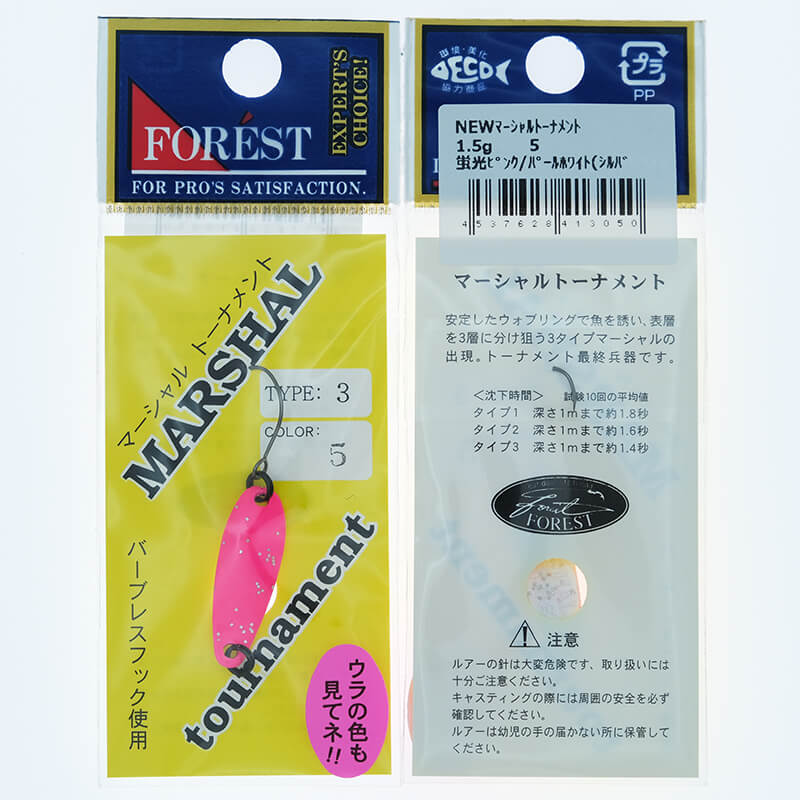 FORÉST
EXPERT'S
CHOICE!
FOR PRO'S SATISFACTION.
マーシャル トーナメント
MARSHAL
TYPE: 3
COLOR:
5
tournament
バーブレスフック使用
ウラの色も
見てネ!!
環境・美化
ECO
協力商品
プラ
PP
NEWマーシャルトーナメント
1.5g 5
蛍光ピンク/パールホワイト(シルバ
4537628413050
マーシャルトーナメント
安定したウォブリングで魚を誘い、表層
を3層に分け狙う3タイプマーシャルの
出現。トーナメント最終兵器です。
＜沈下時間＞ 試験10回の平均値
タイプ1 深さ1mまで約1.8秒
タイプ2 深さ1mまで約1.6秒
タイプ3 深さ1mまで約1.4秒
Forest
FOREST
注意
ルアーの針は大変危険です、取り扱いには
十分ご注意ください。
キャスティングの際には周囲の安全を必ず
確認してください。
ルアーは幼児の手の届かない所に保管して
ください。